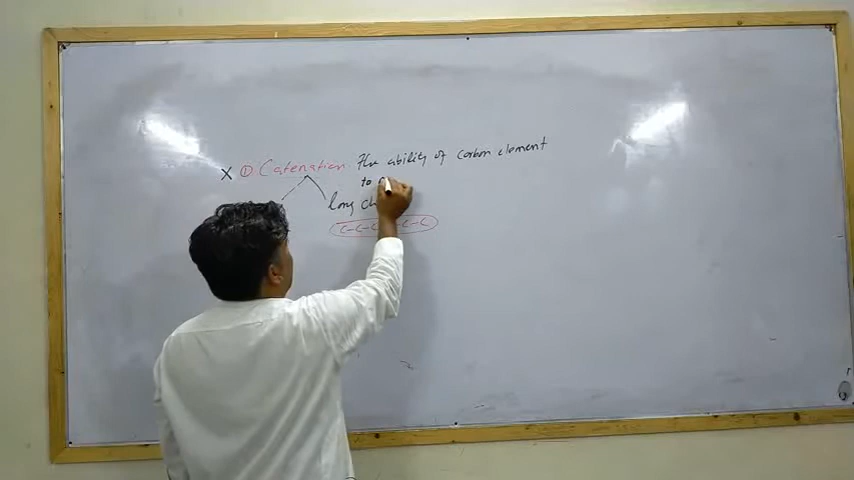 X ① Catenation. The ability of carbon element
to
long
C-C-C-C-C